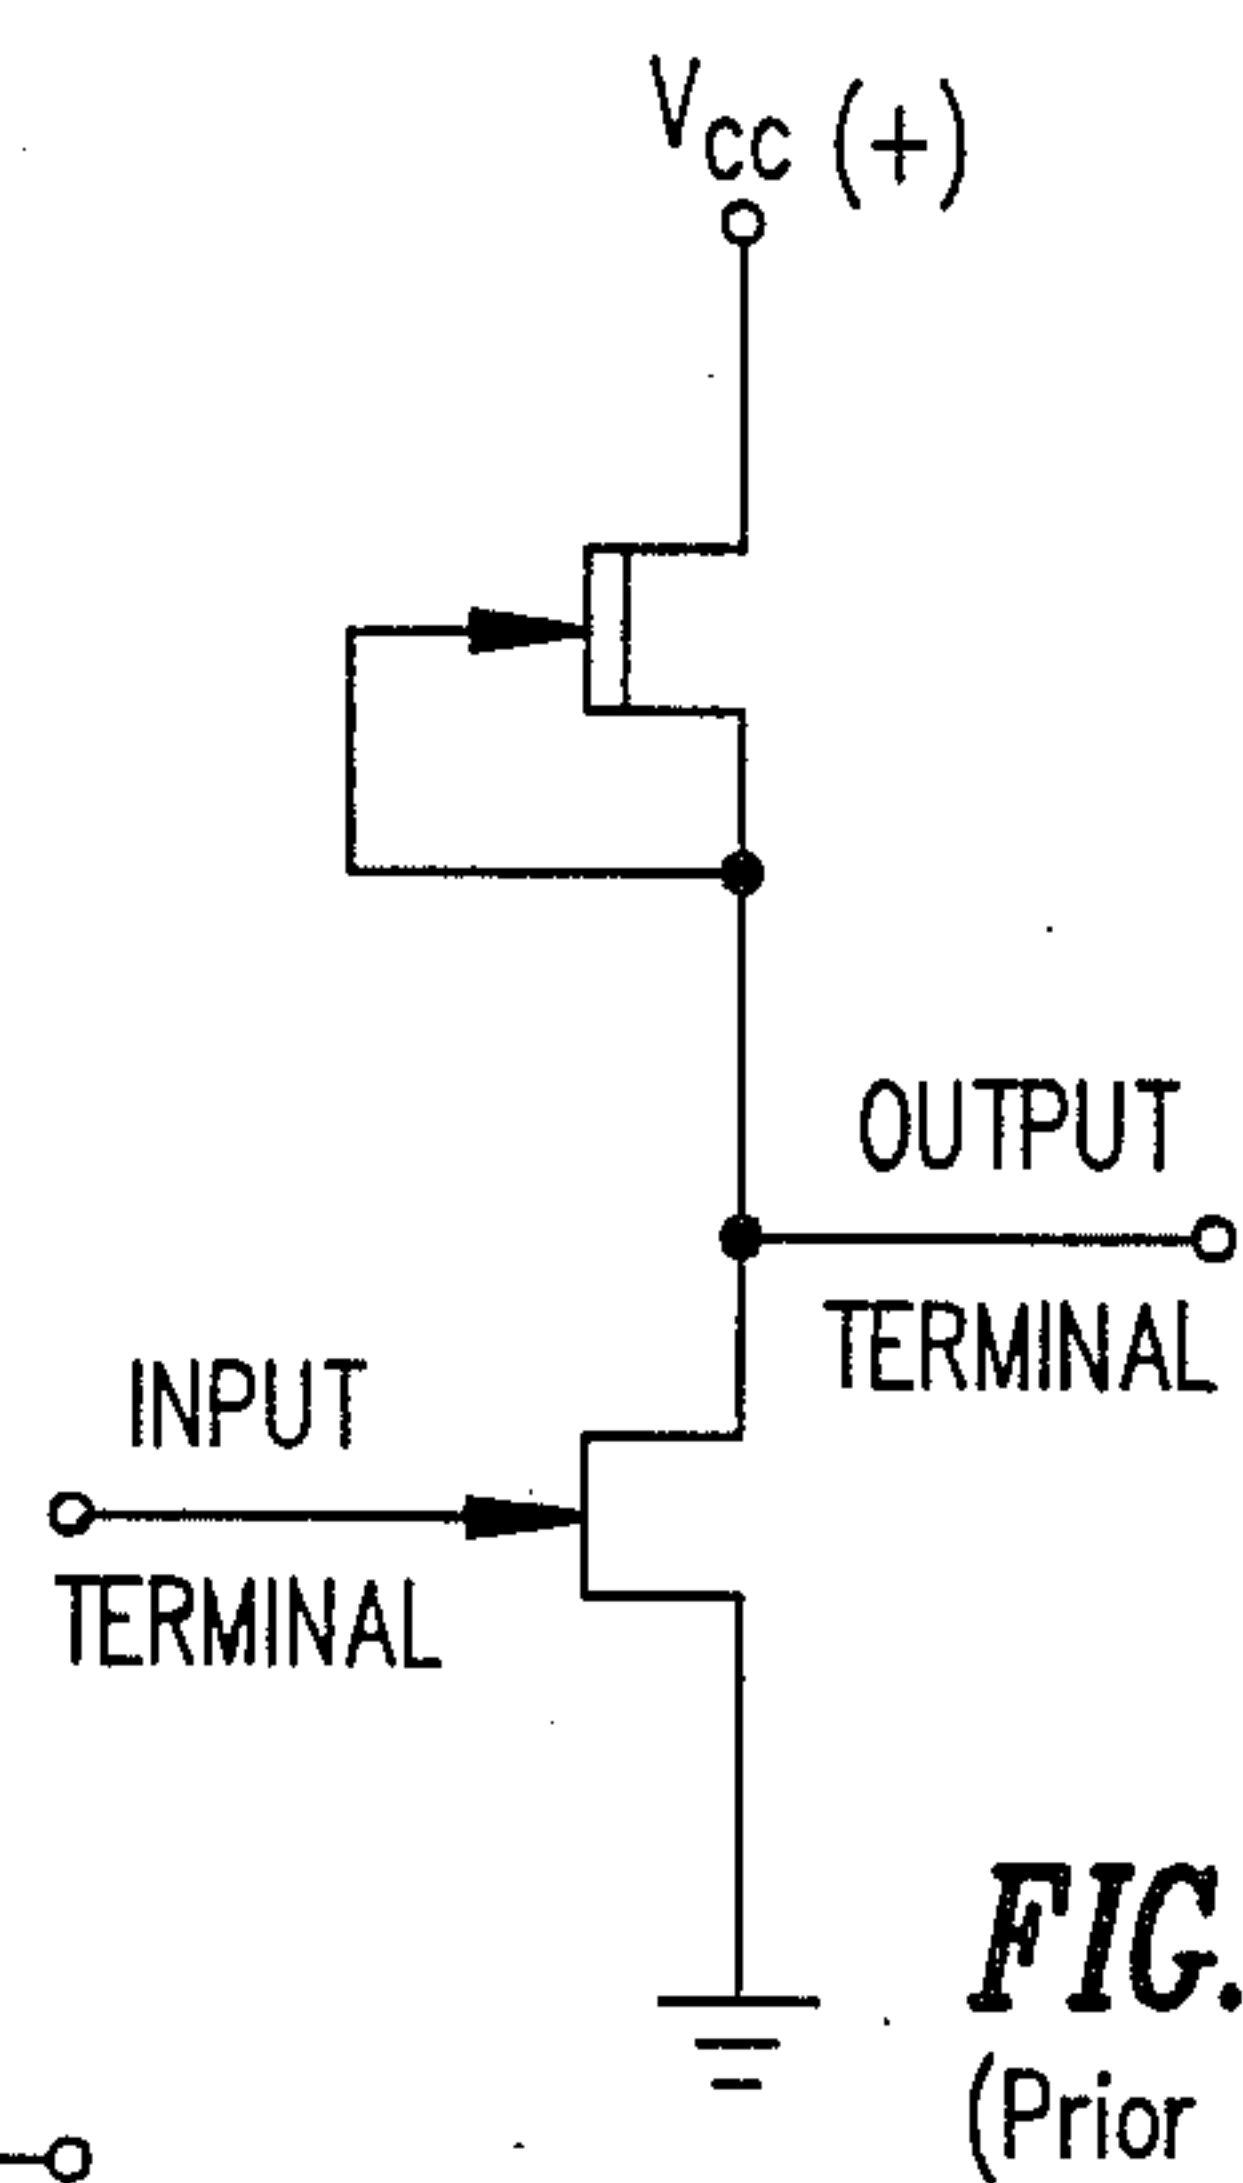 VCC (+)
OUTPUT
TERMINAL
INPUT
TERMINAL
FIG.
(Prior